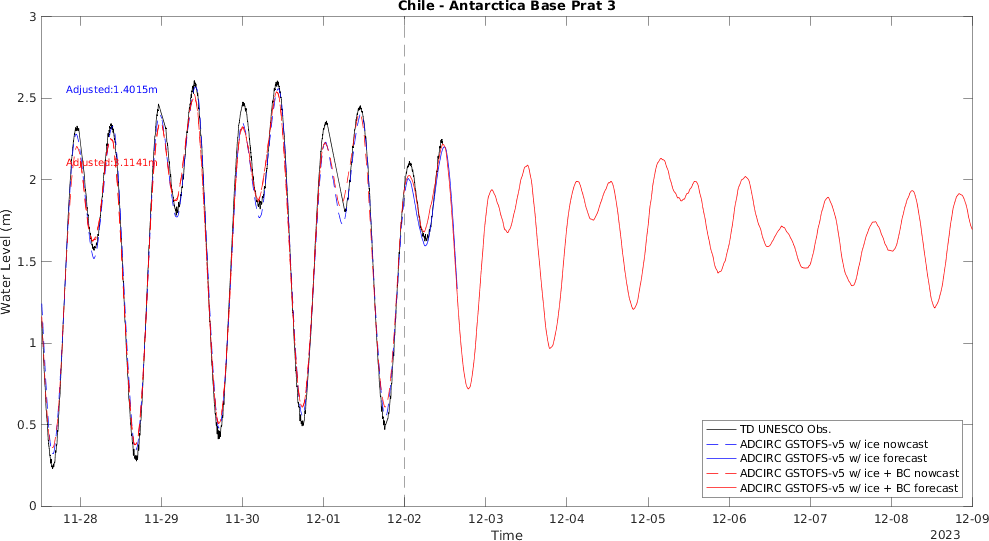 Chile - Antarctica Base Prat 3
3
2.5
2
1.5
1
0.5
0
Water Level (m)
Adjusted:1.4015m
Adjusted:3.1141m
TD UNESCO Obs.
ADCIRC GSTOFS-v5 w/ ice nowcast
ADCIRC GSTOFS-v5 w/ ice forecast
ADCIRC GSTOFS-v5 w/ ice + BC nowcast
ADCIRC GSTOFS-v5 w/ ice + BC forecast
11-28 11-29 11-30 12-01 12-02 12-03 12-04 12-05 12-06 12-07 12-08 12-09
Time
2023